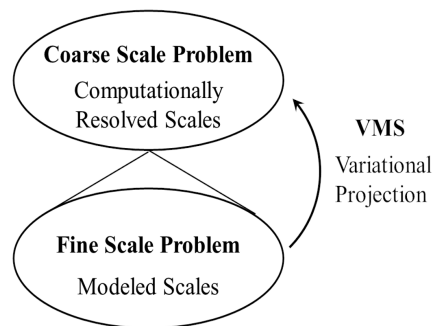 Coarse Scale Problem
Computationally
Resolved Scales
VMS
Variational
Projection
Fine Scale Problem
Modeled Scales